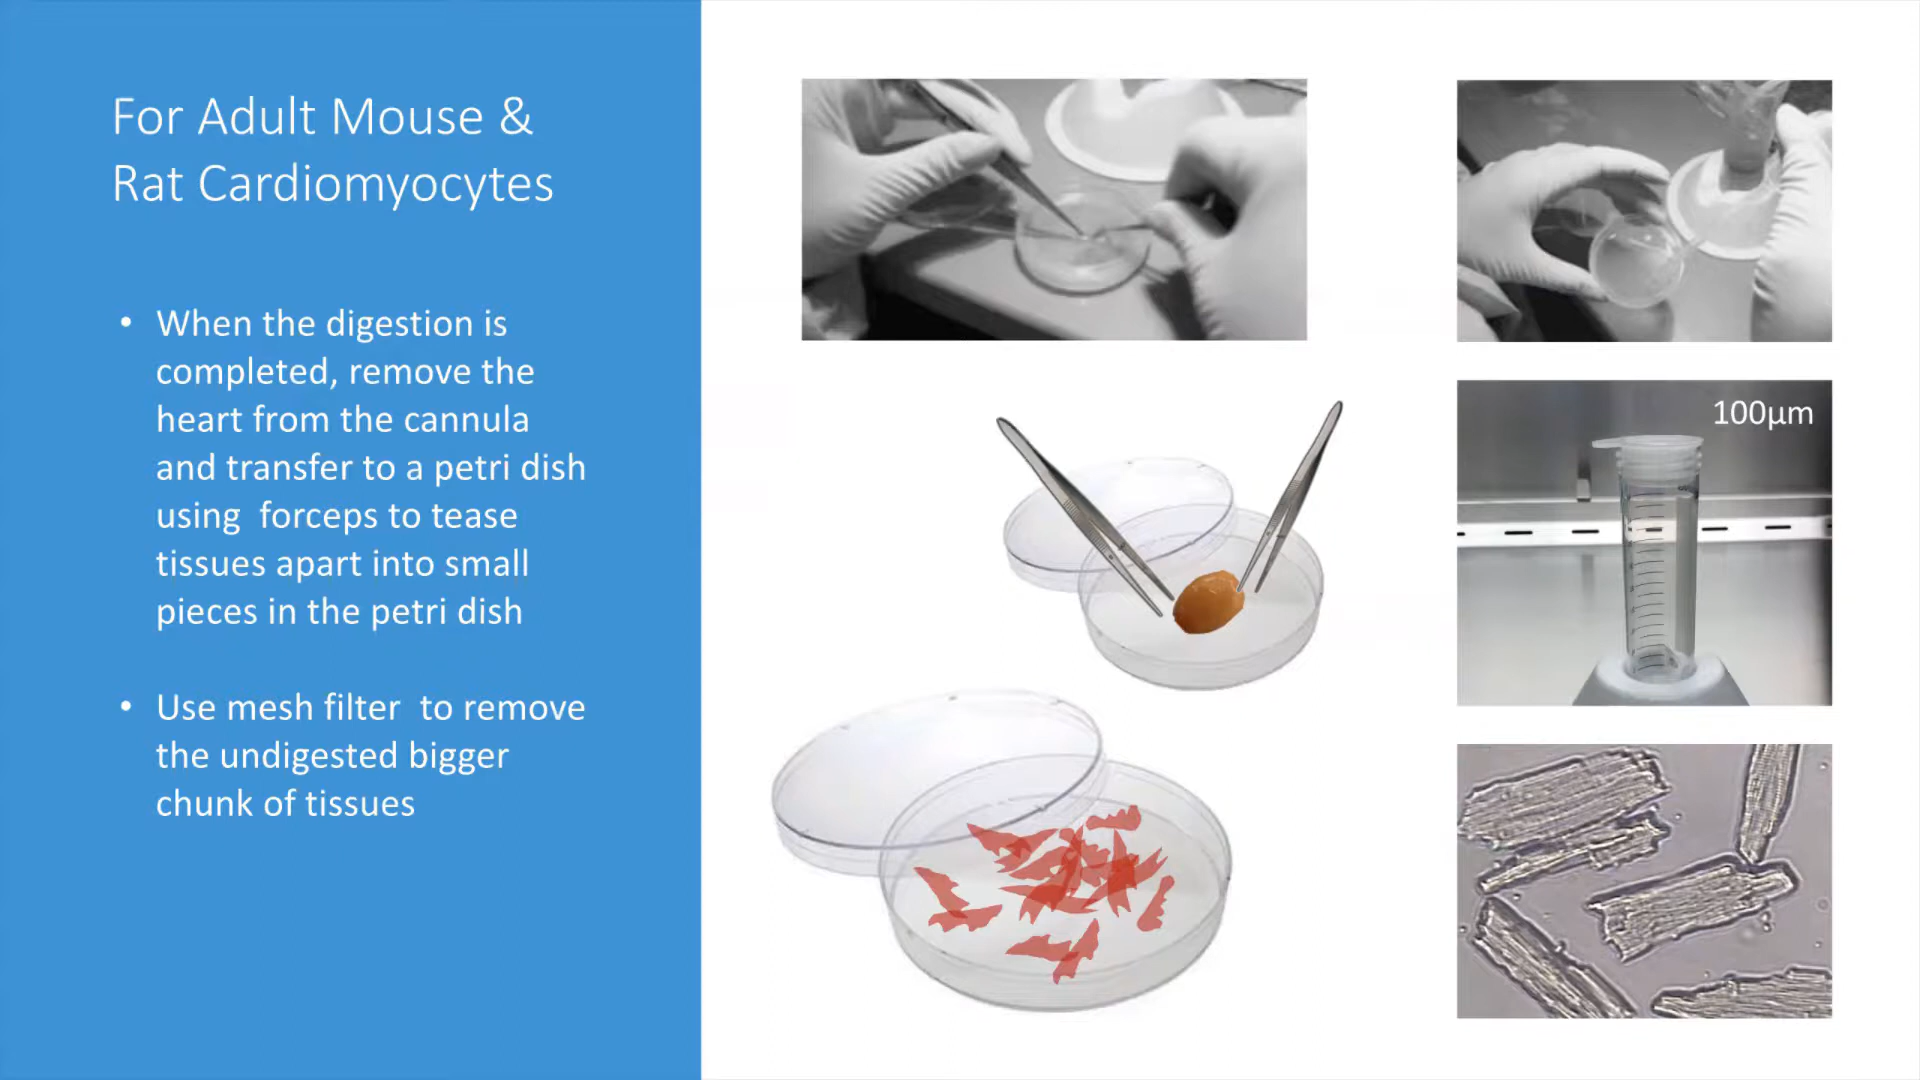 For Adult Mouse &
Rat Cardiomyocytes
• When the digestion is
completed, remove the
heart from the cannula
and transfer to a petri dish
using  forceps to tease
tissues apart into small
pieces in the petri dish
• Use mesh filter  to remove
the undigested bigger
chunk of tissues
100µm